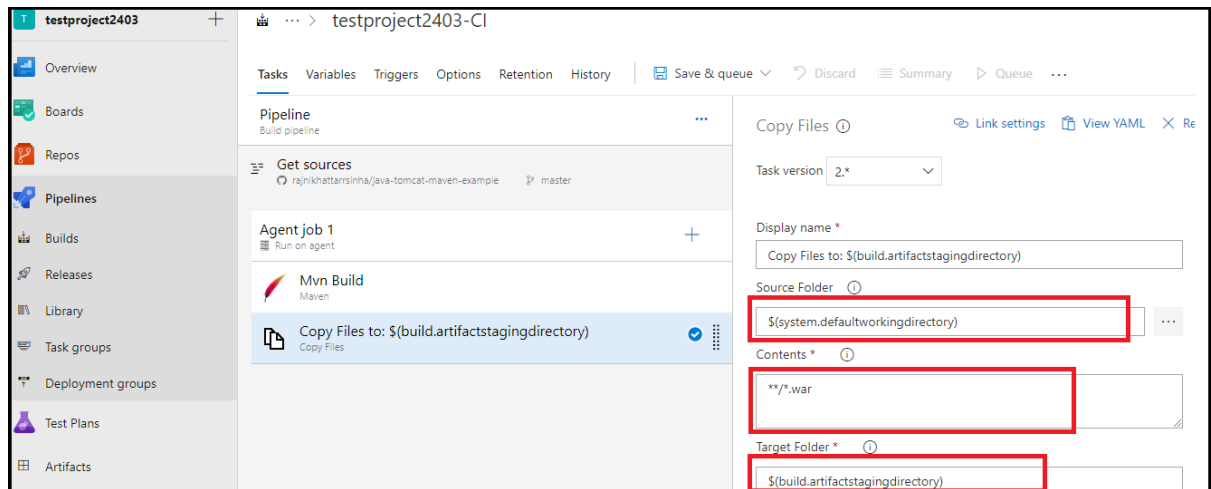 T testproject2403 +
Overview
Boards
Repos
Pipelines
Builds
Releases
Library
Task groups
Deployment groups
Test Plans
Artifacts
··· > testproject2403-CI
Tasks Variables Triggers Options Retention History Save & queue Discard Summary Queue ···
Pipeline ···
Build pipeline
Get sources
rajnikhattarrsinha/java-tomcat-maven-example master
Agent job 1 +
Run on agent
Mvn Build
Maven
Copy Files to: $(build.artifactstagingdirectory)
Copy Files
Copy Files Link settings View YAML Re
Task version 2.*
Display name *
Copy Files to: $(build.artifactstagingdirectory)
Source Folder
$(system.defaultworkingdirectory) ···
Contents *
**/*.war
Target Folder *
$(build.artifactstagingdirectory)